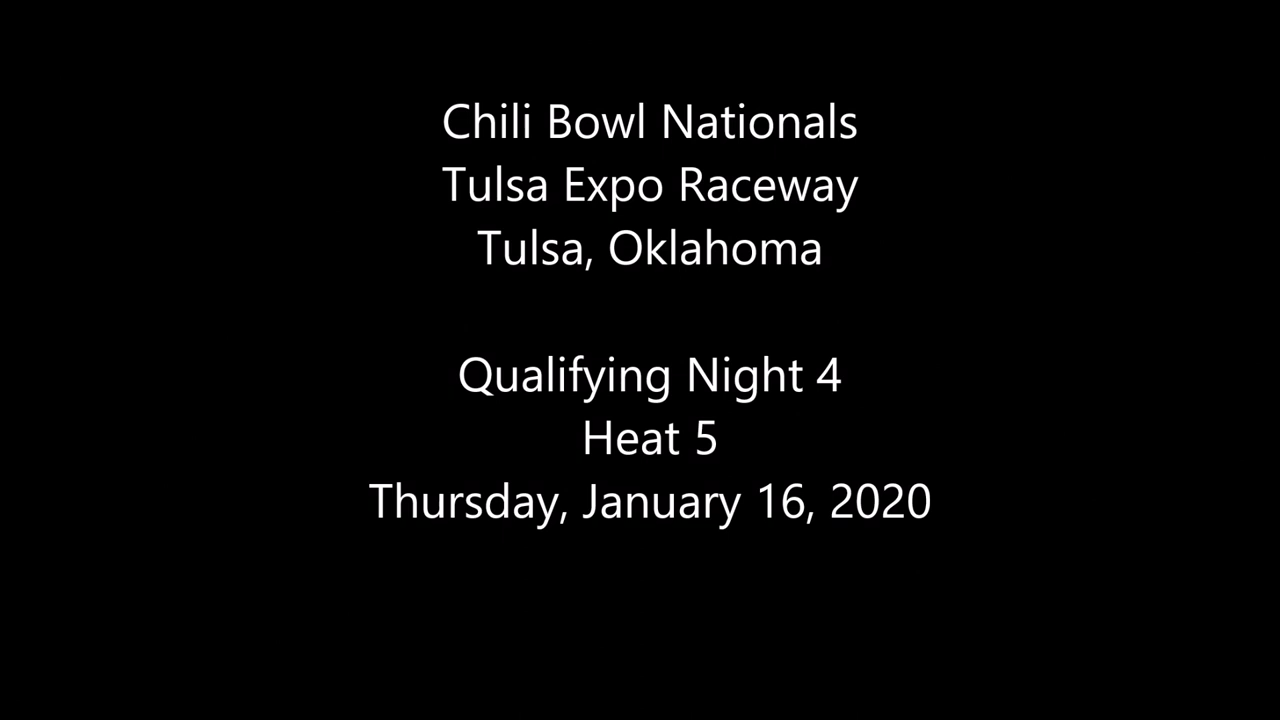 Chili Bowl Nationals
Tulsa Expo Raceway
Tulsa, Oklahoma
Qualifying Night 4
Heat 5
Thursday, January 16, 2020